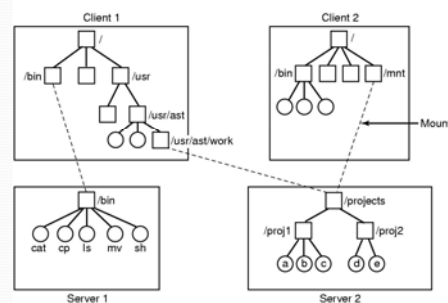 Client 1
Client 2
/
/
/bin
/usr
/bin
/mnt
/usr/ast
/usr/ast/work
Mount
/bin
/projects
cat cp ls mv sh
/proj1
/proj2
a b c d e
Server 1
Server 2